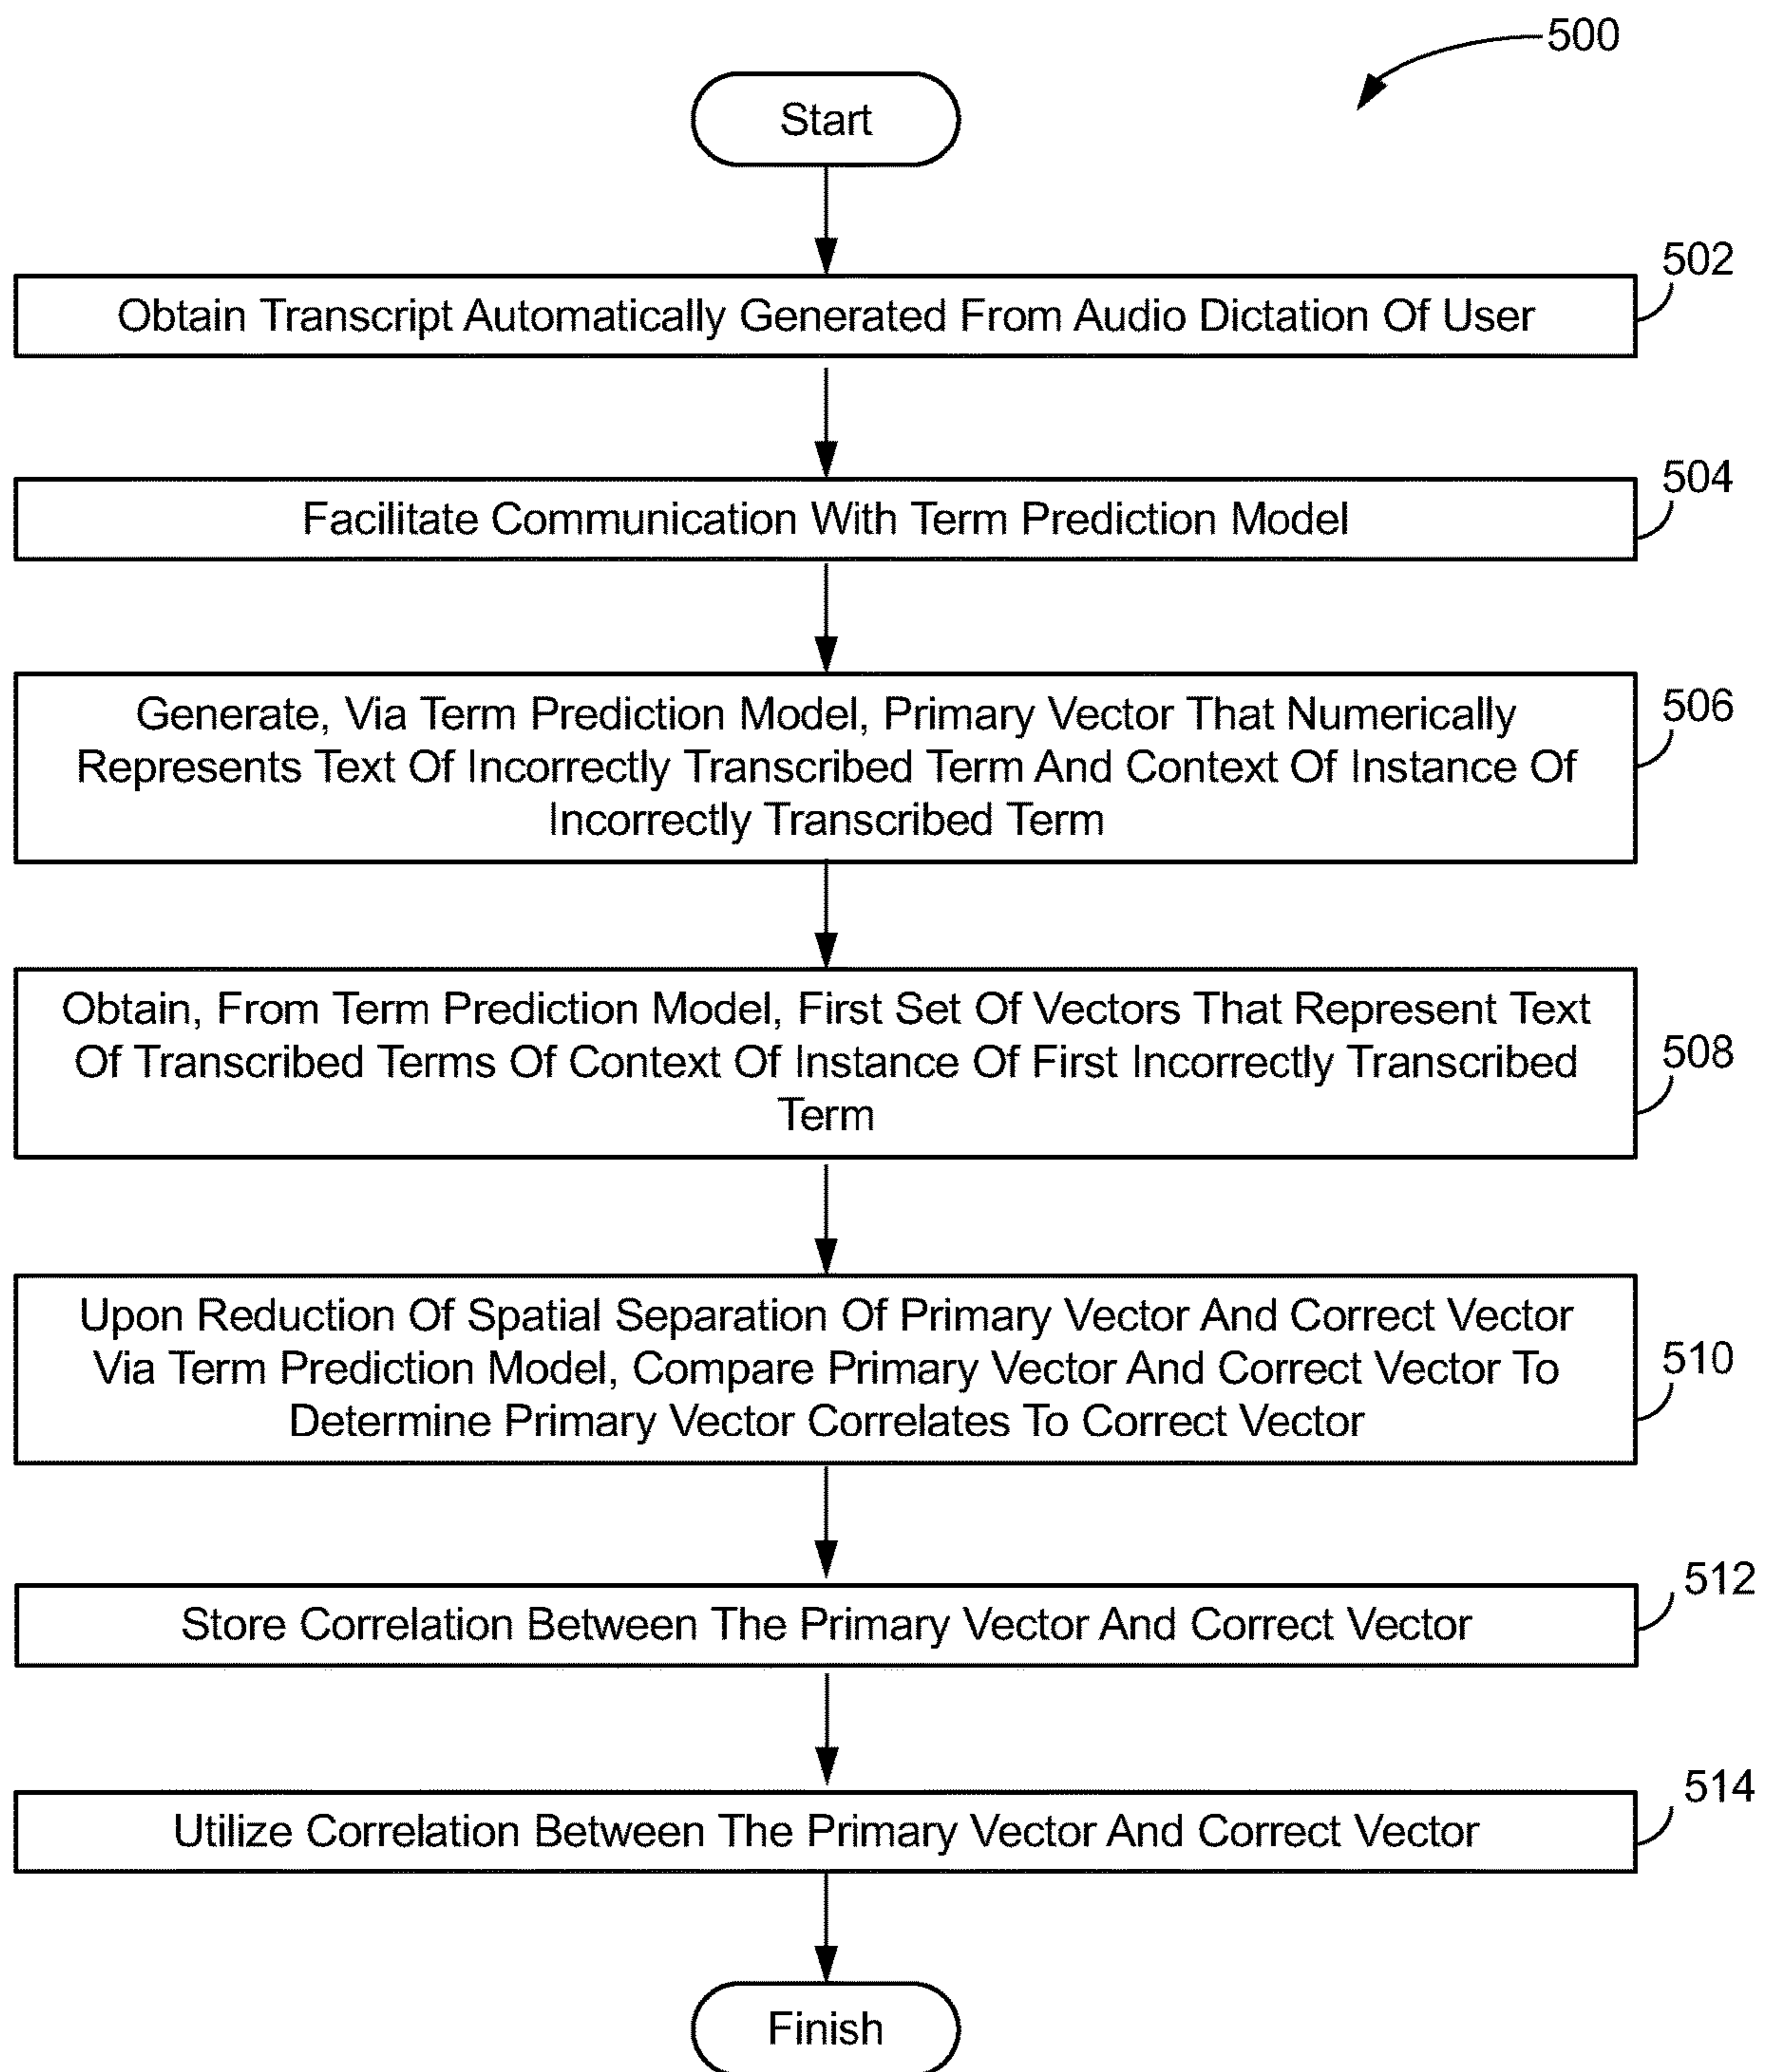 500
Start
502
Obtain Transcript Automatically Generated From Audio Dictation Of User
504
Facilitate Communication With Term Prediction Model
Generate, Via Term Prediction Model, Primary Vector That Numerically
506
Represents Text Of Incorrectly Transcribed Term And Context Of Instance Of
Incorrectly Transcribed Term
Obtain, From Term Prediction Model, First Set Of Vectors That Represent Text
Of Transcribed Terms Of Context Of Instance Of First Incorrectly Transcribed
508
Term
Upon Reduction Of Spatial Separation Of Primary Vector And Correct Vector
Via Term Prediction Model, Compare Primary Vector And Correct Vector To
510
Determine Primary Vector Correlates To Correct Vector
512
Store Correlation Between The Primary Vector And Correct Vector
514
Utilize Correlation Between The Primary Vector And Correct Vector
Finish